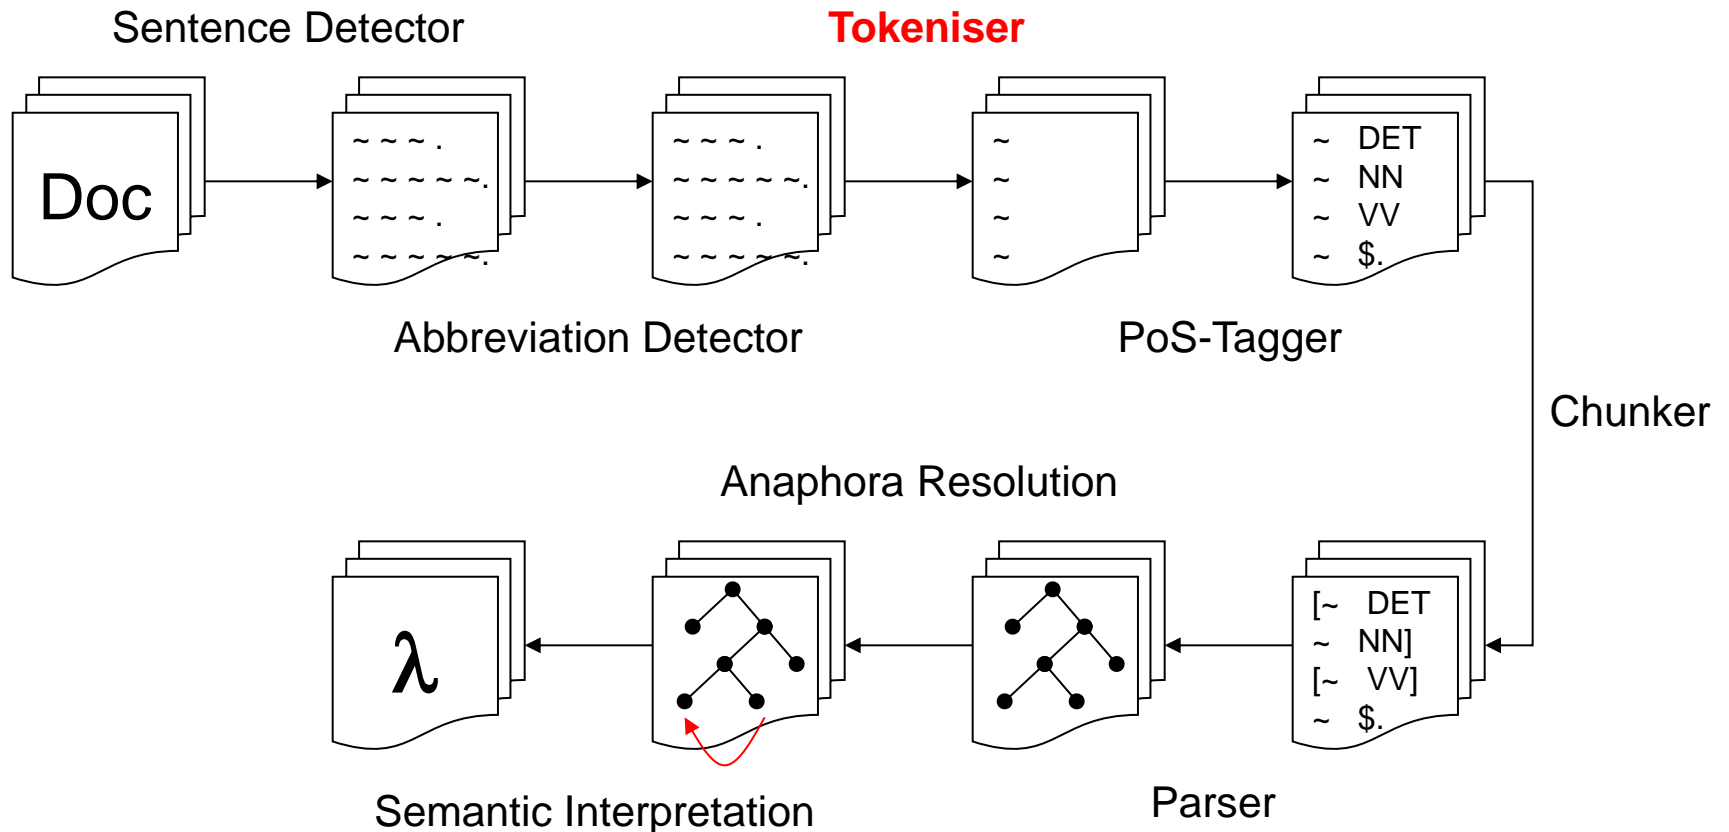 Sentence Detector
Tokeniser
Doc
~ ~ ~ .
~ ~ ~ ~ ~.
~ ~ ~ .
~ ~ ~ ~ ~.
~ ~ ~ .
~ ~ ~ ~ ~.
~ ~ ~ .
~ ~ ~ ~ ~.
~
~
~
~
~ DET
~ NN
~ VV
~ $.
Abbreviation Detector
PoS-Tagger
Chunker
Anaphora Resolution
λ
[~ DET
~ NN]
[~ VV]
~ $.
Semantic Interpretation
Parser